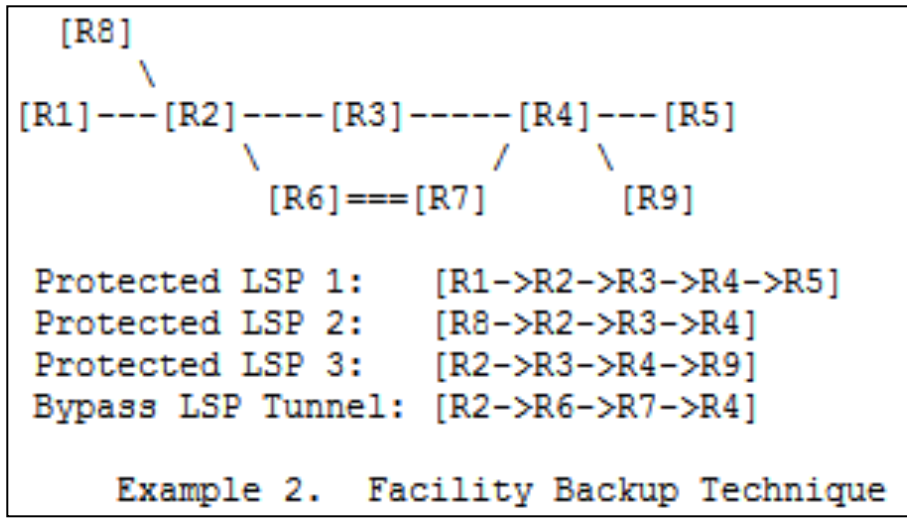 [R8]
\
[R1]---[R2]----[R3]-----[R4]---[R5]
\ / \
[R6]===[R7] [R9]
Protected LSP 1: [R1->R2->R3->R4->R5]
Protected LSP 2: [R8->R2->R3->R4]
Protected LSP 3: [R2->R3->R4->R9]
Bypass LSP Tunnel: [R2->R6->R7->R4]
Example 2. Facility Backup Technique